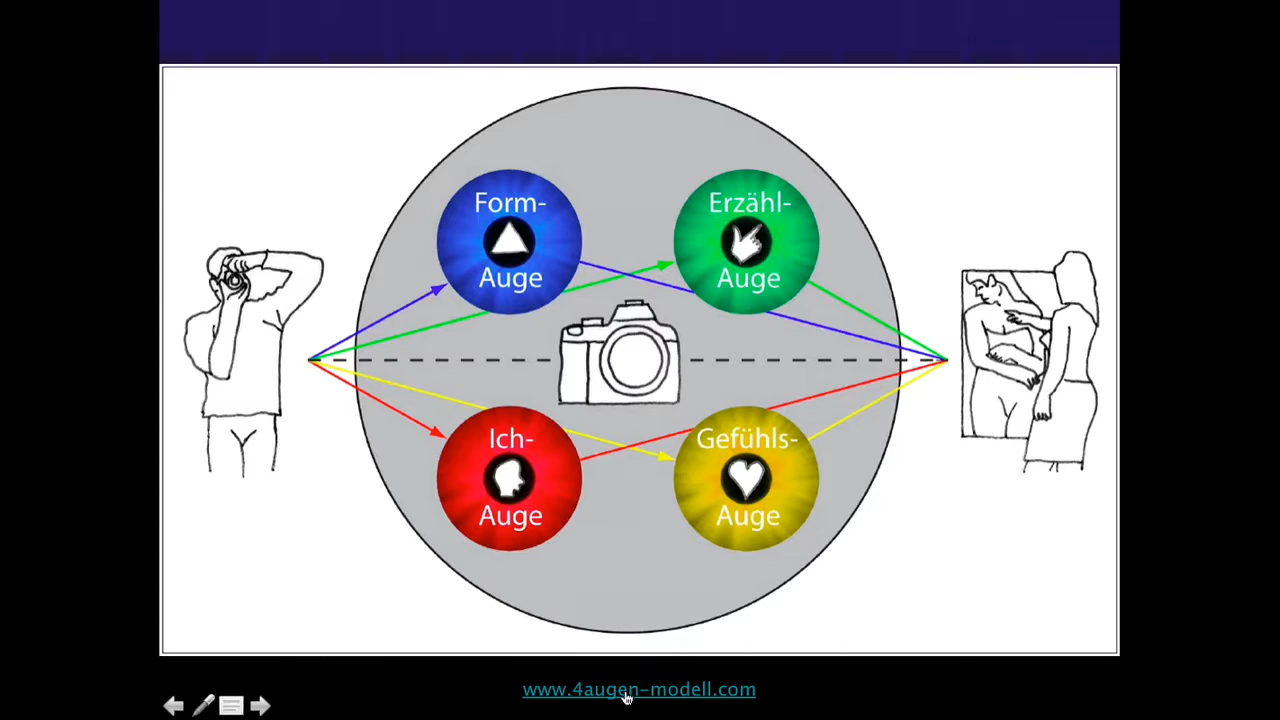 Form-
Auge
Erzähl-
Auge
Ich-
Auge
Gefühls-
Auge
www.4augen-modell.com